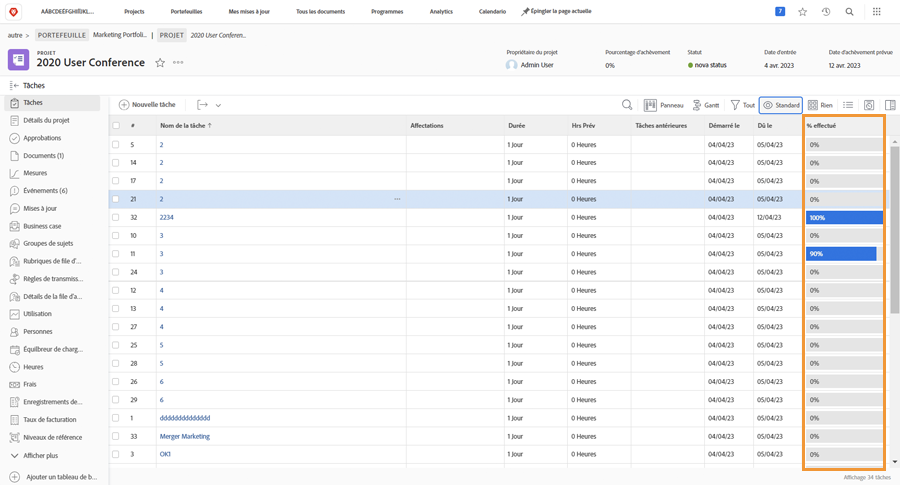 AÄBCDEÈFGHIÎJKL...
Projects
Portefeuilles
Mes mises à jour
Tous les documents
Programmes
Analytics
Calendario
Épingler la page actuelle
7
autre >
PORTEFEUILLE
Marketing Portfoli... |
PROJET
2020 User Conferen...
PROJET
2020 User Conference
Propriétaire du projet
Admin User
Pourcentage d'achèvement
0%
Statut
nova status
Date d'entrée
4 avr. 2023
Date d'achèvement prévue
12 avr. 2023
Tâches
Tâches
Détails du projet
Approbations
Documents (1)
Mesures
Événements (6)
Mises à jour
Business case
Groupes de sujets
Rubriques de file d'...
Règles de transmiss...
Détails de la file d'a...
Utilisation
Personnes
Equilbreur de charg...
Heures
Frais
Enregistrements de...
Taux de facturation
Niveaux de référence
Afficher plus
Ajouter un tableau de b...
Nouvelle tâche
Panneau
Gantt
Tout
Standard
Rien
# Nom de la tâche ↑ Affectations Durée Hrs Prév Tâches antérieures Démarré le Dû le % effectué
5 2 1 Jour 0 Heures 04/04/23 05/04/23 0%
14 2 1 Jour 0 Heures 04/04/23 05/04/23 0%
17 2 1 Jour 0 Heures 04/04/23 05/04/23 0%
21 2 ... 1 Jour 0 Heures 04/04/23 05/04/23 0%
32 2234 1 Jour 0 Heures 04/04/23 12/04/23 100%
10 3 1 Jour 0 Heures 04/04/23 05/04/23 0%
11 3 1 Jour 0 Heures 04/04/23 05/04/23 90%
24 3 1 Jour 0 Heures 04/04/23 05/04/23 0%
12 4 1 Jour 0 Heures 04/04/23 05/04/23 0%
13 4 1 Jour 0 Heures 04/04/23 05/04/23 0%
27 4 1 Jour 0 Heures 04/04/23 05/04/23 0%
25 5 1 Jour 0 Heures 04/04/23 05/04/23 0%
28 5 1 Jour 0 Heures 04/04/23 05/04/23 0%
26 6 1 Jour 0 Heures 04/04/23 05/04/23 0%
29 6 1 Jour 0 Heures 04/04/23 05/04/23 0%
1 dddddddddddddd 1 Jour 0 Heures 04/04/23 05/04/23 0%
33 Merger Marketing 1 Jour 0 Heures 04/04/23 05/04/23 0%
3 OK1 1 Jour 0 Heures 04/04/23 05/04/23 0%
Affichage 34 tâches